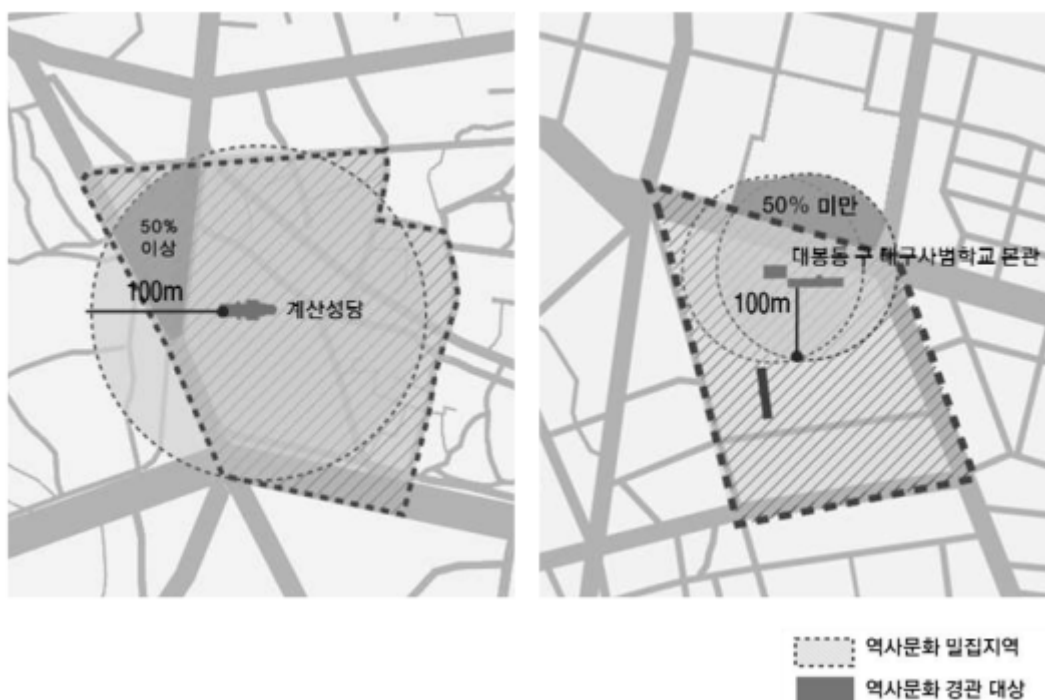 50%
이상
100m
계산성당
50% 미만
대봉동 구 대구사범학교 본관
100m
역사문화 밀집지역
역사문화 경관 대상